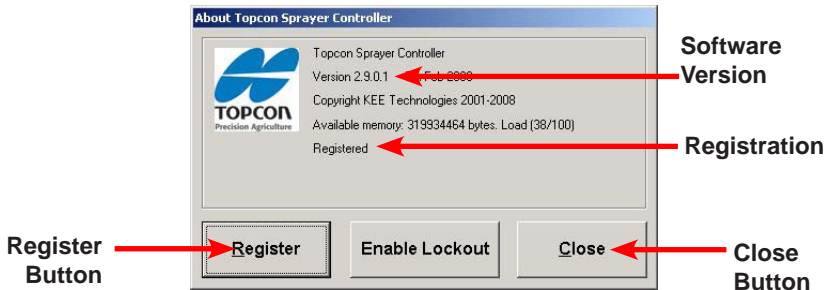 About Topcon Sprayer Controller
Topcon Sprayer Controller
Version 2.9.0.1
Copyright KEE Technologies 2001-2008
Available memory: 319934464 bytes. Load (38/100)
Registered
TOPCON
Precision Agriculture
Software
Version
Registration
Register
Enable Lockout
Close
Register
Button
Close
Button